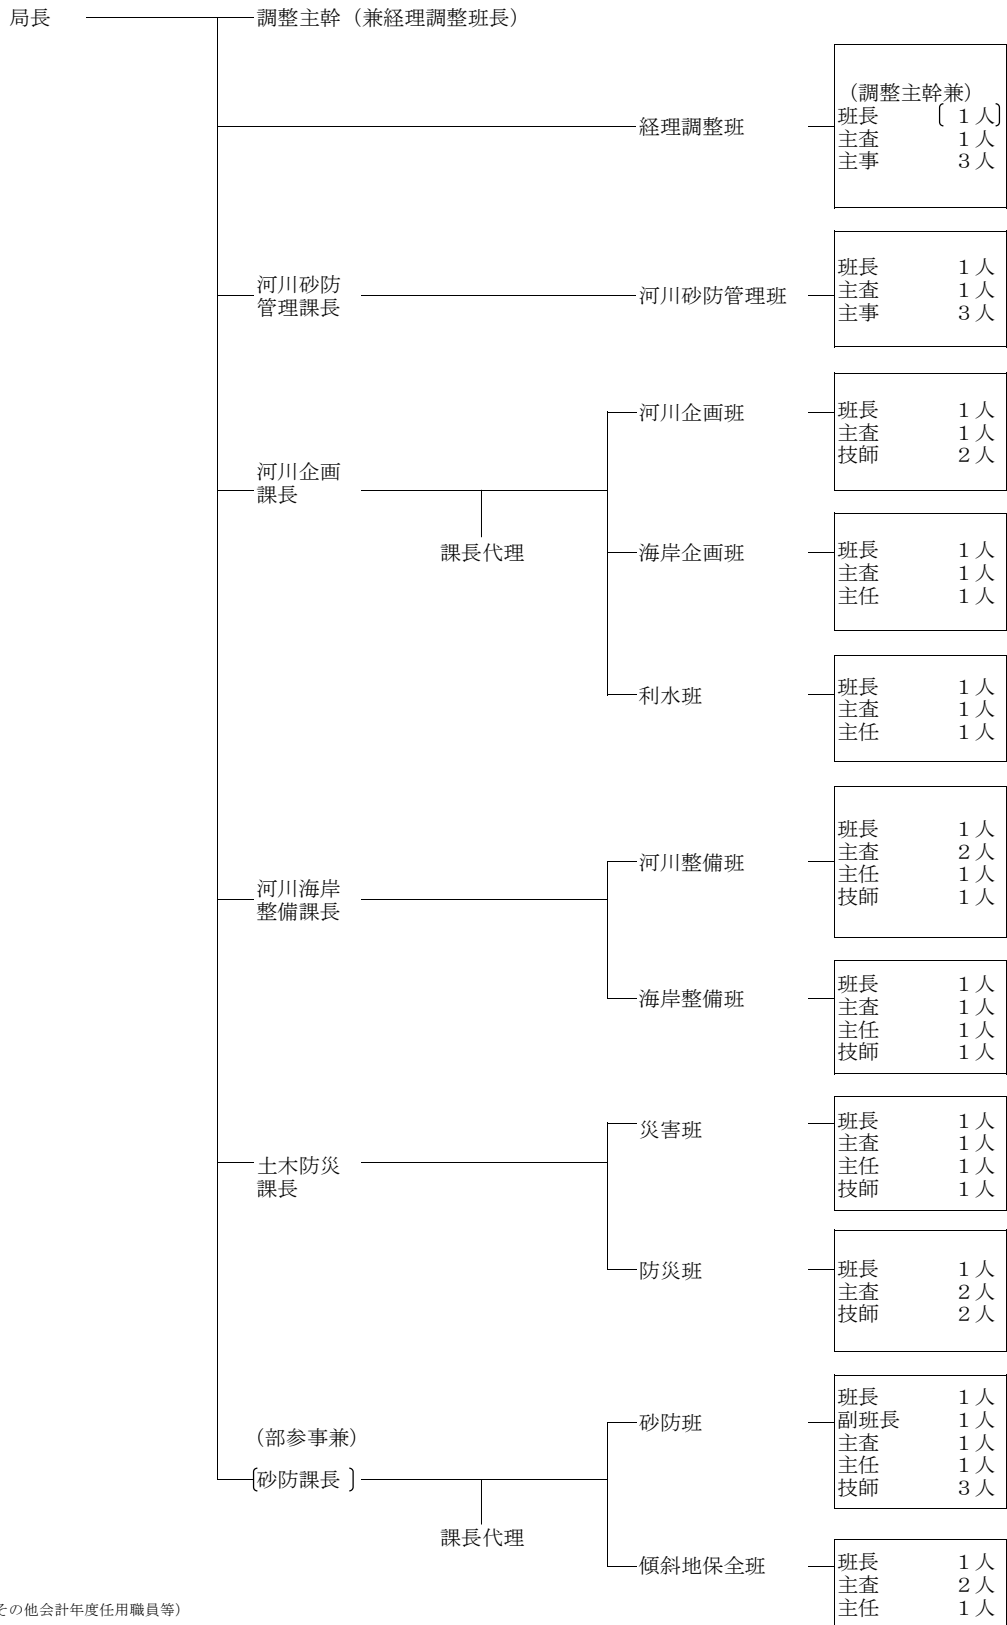 局長 調整主幹（兼経理調整班長）
（調整主幹兼）
経理調整班 班長 〔１人〕
主査 １人
主事 ３人
河川砂防
管理課長
河川砂防管理班
班長 １人
主査 １人
主事 ３人
河川企画
課長
課長代理
河川企画班
班長 １人
主査 １人
技師 ２人
海岸企画班
班長 １人
主査 １人
主任 １人
利水班
班長 １人
主査 １人
主任 １人
河川海岸
整備課長
河川整備班
班長 １人
主査 ２人
主任 １人
技師 １人
海岸整備班
班長 １人
主査 １人
主任 １人
技師 １人
土木防災
課長
災害班
班長 １人
主査 １人
主任 １人
技師 １人
防災班
班長 １人
主査 ２人
技師 ２人
（部参事兼）
〔砂防課長〕
課長代理
砂防班
班長 １人
副班長 １人
主査 １人
主任 １人
技師 ３人
傾斜地保全班
班長 １人
主査 ２人
主任 １人
その他会計年度任用職員等）